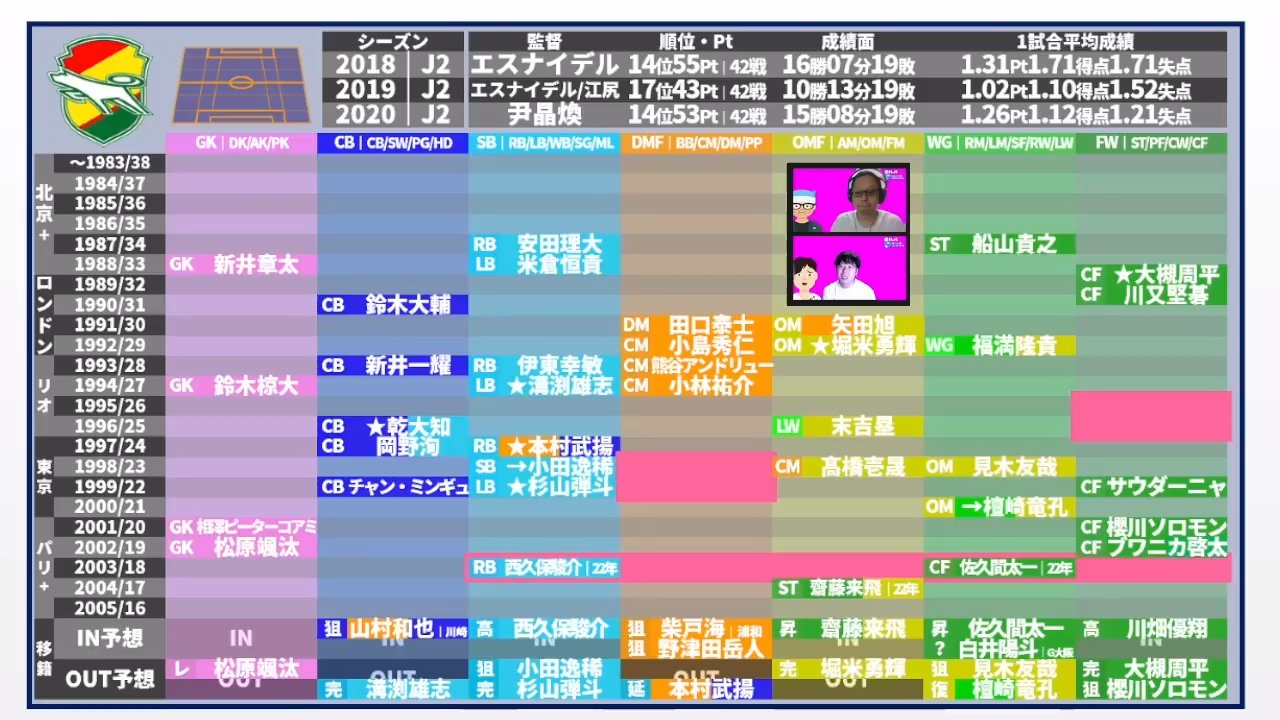 シーズン 監督 順位・Pt 成績面 1試合平均成績
2018 J2 エスナイデル 14位55Pt | 42戦 16勝07分19敗 1.31Pt1.71得点1.71失点
2019 J2 エスナイデル/江尻 17位43Pt | 42戦 10勝13分19敗 1.02Pt1.10得点1.52失点
2020 J2 尹晶煥 14位53Pt | 42戦 15勝08分19敗 1.26Pt1.12得点1.21失点
GK | DK/AK/PK CB | CB/SW/PG/HD SB | RB/LB/WB/SG/ML DMF | BB/CM/DM/PP OMF | AM/OM/FM WG | RM/LM/SF/RW/LW FW | ST/PF/CW/CF
～1983/38
北京+
1984/37
1985/36
1986/35
1987/34 RB 安田理大 ST 船山貴之
1988/33 GK 新井章太 LB 米倉恒貴 CF ★大槻周平
ロンドン
1989/32
1990/31 CB 鈴木大輔 CF 川又堅碁
1991/30 DM 田口泰士 OM 矢田旭
1992/29 CM 小島秀仁 OM ★堀米勇輝 WG 福満隆貴
1993/28 CB 新井一耀 RB 伊東幸敏 CM 熊谷アンドリュー
リオ
1994/27 GK 鈴木椋大 LB ★溝渕雄志 CM 小林祐介
1995/26
1996/25 CB ★乾大知 LW 末吉塁
1997/24 CB 岡野洵 RB ★本村武揚
東京
1998/23 SB →小田逸稀 CM 髙橋壱晟 OM 見木友哉
1999/22 CB チャン・ミンギュ LB ★杉山弾斗 CF サウダーニャ
2000/21 OM →檀崎竜孔
パリ+
2001/20 GK 相澤ピーターコアミ CF 櫻川ソロモン
2002/19 GK 松原颯汰 CF ブワニカ啓太
2003/18 RB 西久保駿介 | 22年 CF 佐久間太一 | 22年
2004/17 ST 齋藤来飛 | 22年
2005/16
移籍
IN予想 IN 狙 山村和也 | 川崎 高 西久保駿介 IN 狙 柴戸海 | 浦和 昇 齋藤来飛 IN 昇 佐久間太一 高 川畑優翔 IN
狙 野津田岳人 ? 白井陽斗 | G大阪
OUT予想 レ 松原颯汰 OUT OUT 狙 小田逸稀 OUT 完 堀米勇輝 OUT 狙 見木友哉 完 大槻周平
完 溝渕雄志 完 杉山弾斗 延 本村武揚 復 檀崎竜孔 狙 櫻川ソロモン